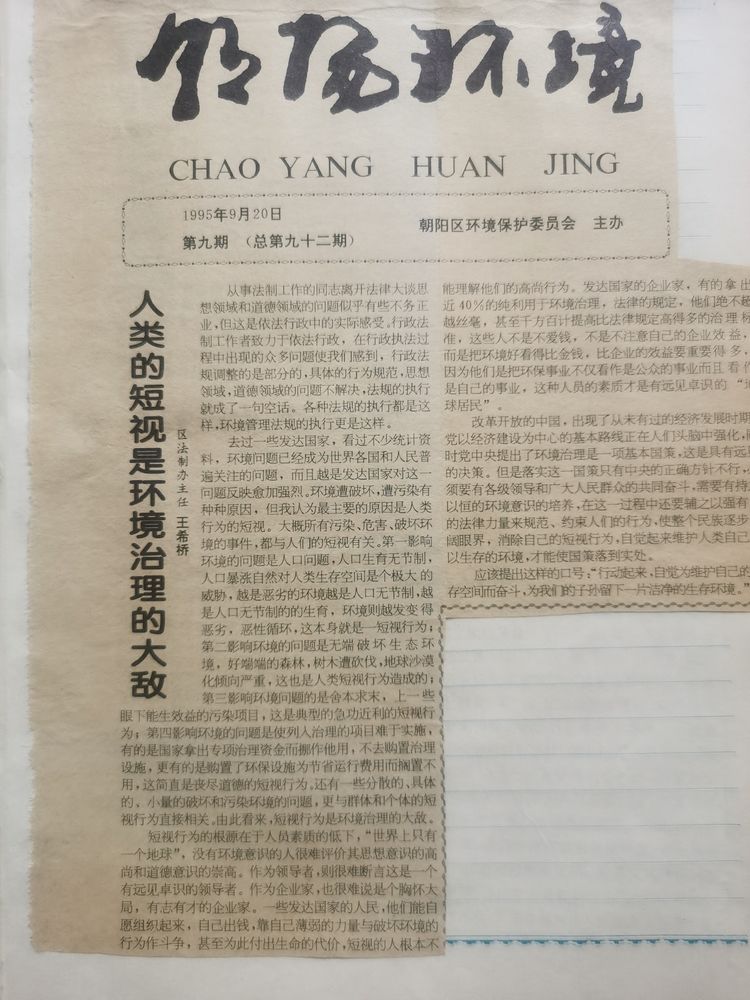 朝阳环境
CHAO YANG HUAN JING
1995年9月20日
第九期 （总第九十二期）
朝阳区环境保护委员会 主办
人类的短视是环境治理的大敌
区法制办主任 王希桥
从事法制工作的同志离开法律大谈思
想领域和道德领域的问题似乎有些不务正
业,但这是依法行政中的实际感受。行政法
制工作者致力于依法行政，在行政执法过
程中出现的众多问题使我们感到，行政法
规调整的是部分的，具体的行为规范，思想
领域，道德领域的问题不解决，法规的执行
就成了一句空话。各种法规的执行都是这
样，环境管理法规的执行更是这样。
去过一些发达国家，看过不少统计资
料，环境问题已经成为世界各国和人民普
遍关注的问题，而且越是发达国家对这一
问题反映愈加强烈。环境遭破坏，遭污染有
种种原因，但我认为最主要的原因是人类
行为的短视。大概所有污染、危害、破坏环
境的事件，都与人们的短视有关。第一影响
环境的问题是人口问题，人口生育无节制，
人口暴涨自然对人类生存空间是个极大的
威胁，越是恶劣的环境越是人口无节制，越
是人口无节制的的生育，环境则越发变得
恶劣，恶性循环，这本身就是一短视行为；
第二影响环境的问题是无端破坏生态环
境，好端端的森林，树木遭砍伐，地球沙漠
化倾向严重，这也是人类短视行为造成的；
第三影响环境问题的是舍本求末，上一些
眼下能生效益的污染项目，这是典型的急功近利的短视行
为；第四影响环境的问题是使列入治理的项目难于实施，
有的是国家拿出专项治理资金而挪作他用，不去购置治理
设施，更有的是购置了环保设施为节省运行费用而搁置不
用，这简直是丧尽道德的短视行为。还有一些分散的、具体
的、小量的破坏和污染环境的问题，更与群体和个体的短
视行为直接相关。由此看来，短视行为是环境治理的大敌。
短视行为的根源在于人员素质的低下，“世界上只有
一个地球”，没有环境意识的人很难评价其思想意识的高
尚和道德意识的崇高。作为领导者，则很难断言这是一个
有远见卓识的领导者。作为企业家，也很难说是个胸怀大
局，有志有才的企业家。一些发达国家的人民，他们能自
愿组织起来，自己出钱，靠自己薄弱的力量与破坏环境的
行为作斗争，甚至为此付出生命的代价，短视的人根本不
能理解他们的高尚行为。发达国家的企业家，有的拿出
近40％的纯利用于环境治理，法律的规定，他们绝不超
越丝毫，甚至千方百计提高比法律规定高得多的治理标
准，这些人不是不爱钱，不是不注意自己的企业效益，
而是把环境好看得比金钱，比企业的效益要重要得多，
因为他们是把环保事业不仅看作是公众的事业而且看作
是自己的事业，这种人员的素质才是有远见卓识的“地
球居民”。
改革开放的中国，出现了从未有过的经济发展时期
党以经济建设为中心的基本路线正在人们头脑中强化，同
时党中央提出了环境治理是一项基本国策，这是具有远见
的决策。但是落实这一国策只有中央的正确方针不行，必
须要有各级领导和广大人民群众的共同奋斗，需要有持之
以恒的环境意识的培养，在这一过程中还要辅之以强有
的法律力量来规范、约束人们的行为，使整个民族逐步
阔眼界，消除自己的短视行为，自觉起来维护人类自己
以生存的环境，才能使国策落到实处。
应该提出这样的口号：“行动起来，自觉为维护自己的
存空间而奋斗，为我们的子孙留下一片洁净的生存环境。”